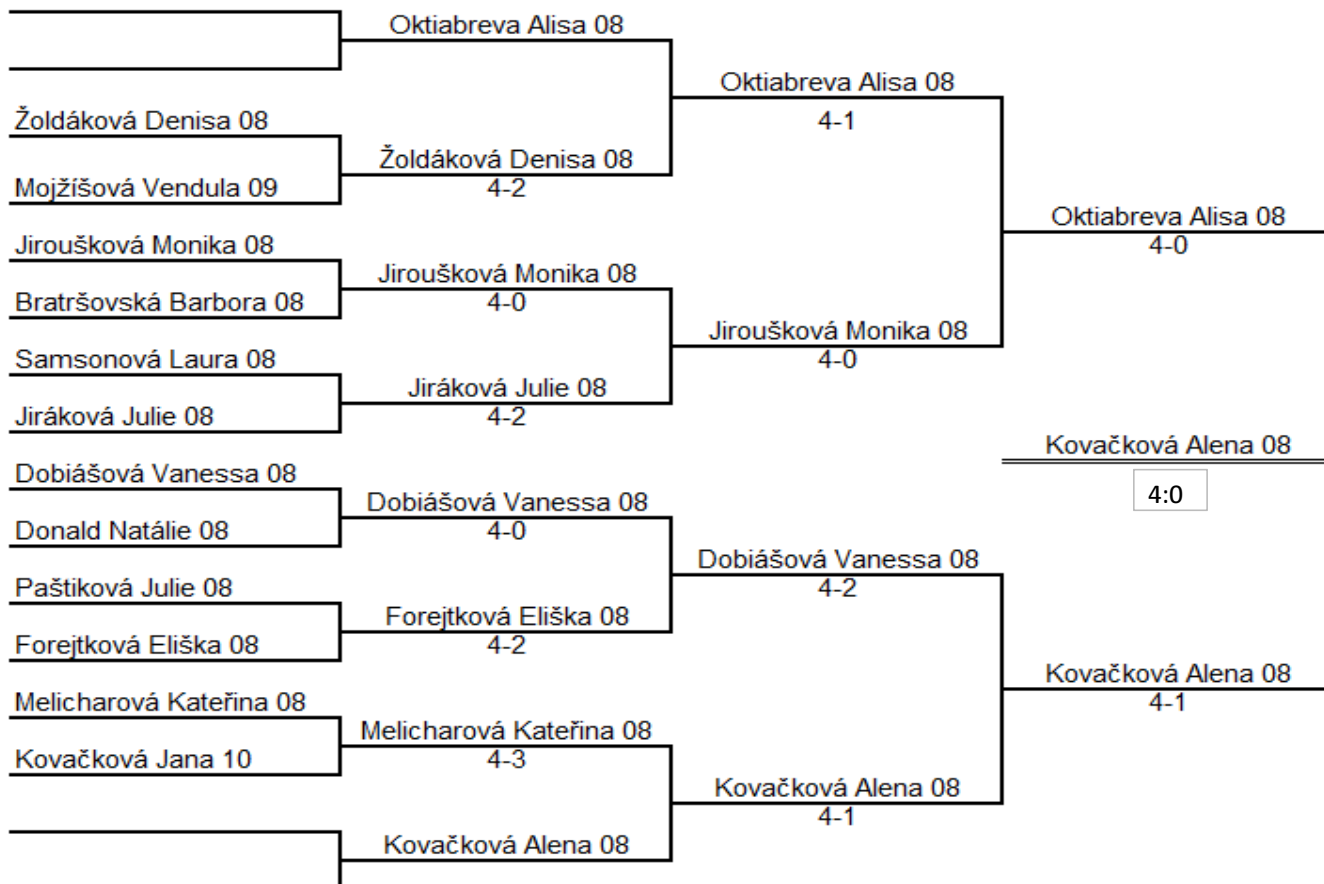 Oktiabreva Alisa 08
Oktiabreva Alisa 08
4-1
Žoldáková Denisa 08
Žoldáková Denisa 08
4-2
Mojžíšová Vendula 09
Oktiabreva Alisa 08
4-0
Jiroušková Monika 08
Jiroušková Monika 08
4-0
Bratršovská Barbora 08
Jiroušková Monika 08
4-0
Samsonová Laura 08
Jiráková Julie 08
4-2
Jiráková Julie 08
Kovačková Alena 08
4:0
Dobiášová Vanessa 08
Dobiášová Vanessa 08
4-0
Donald Natálie 08
Dobiášová Vanessa 08
4-2
Paštiková Julie 08
Forejtková Eliška 08
4-2
Forejtková Eliška 08
Kovačková Alena 08
4-1
Melicharová Kateřina 08
Melicharová Kateřina 08
4-3
Kovačková Jana 10
Kovačková Alena 08
4-1
Kovačková Alena 08